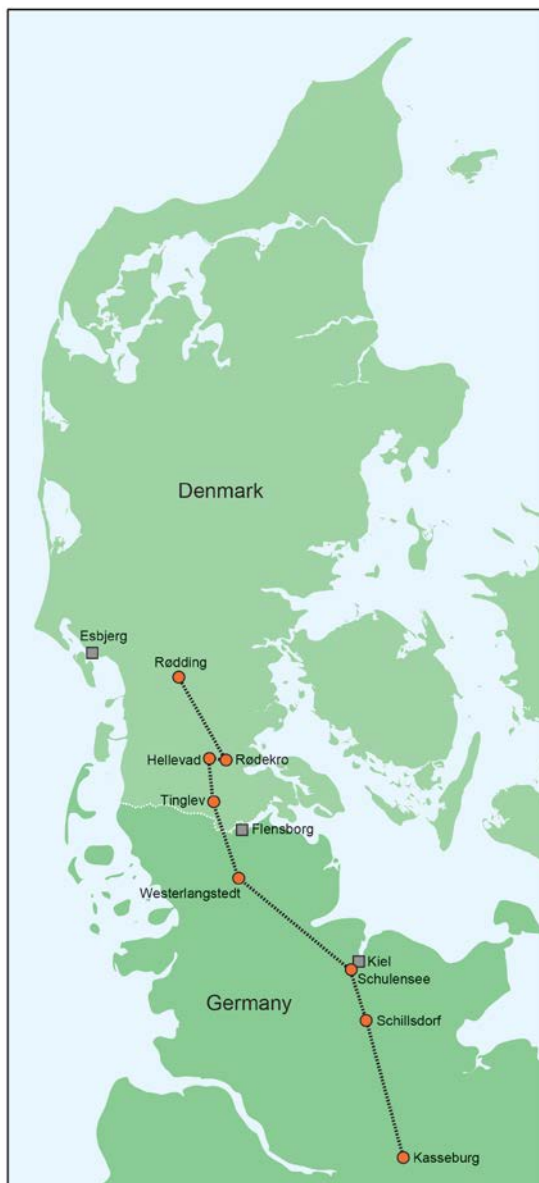 Denmark
Esbjerg
Rødding
Hellevad
Rødekro
Tinglev
Flensborg
Westerlangstedt
Kiel
Schulensee
Germany
Schillsdorf
Kasseburg